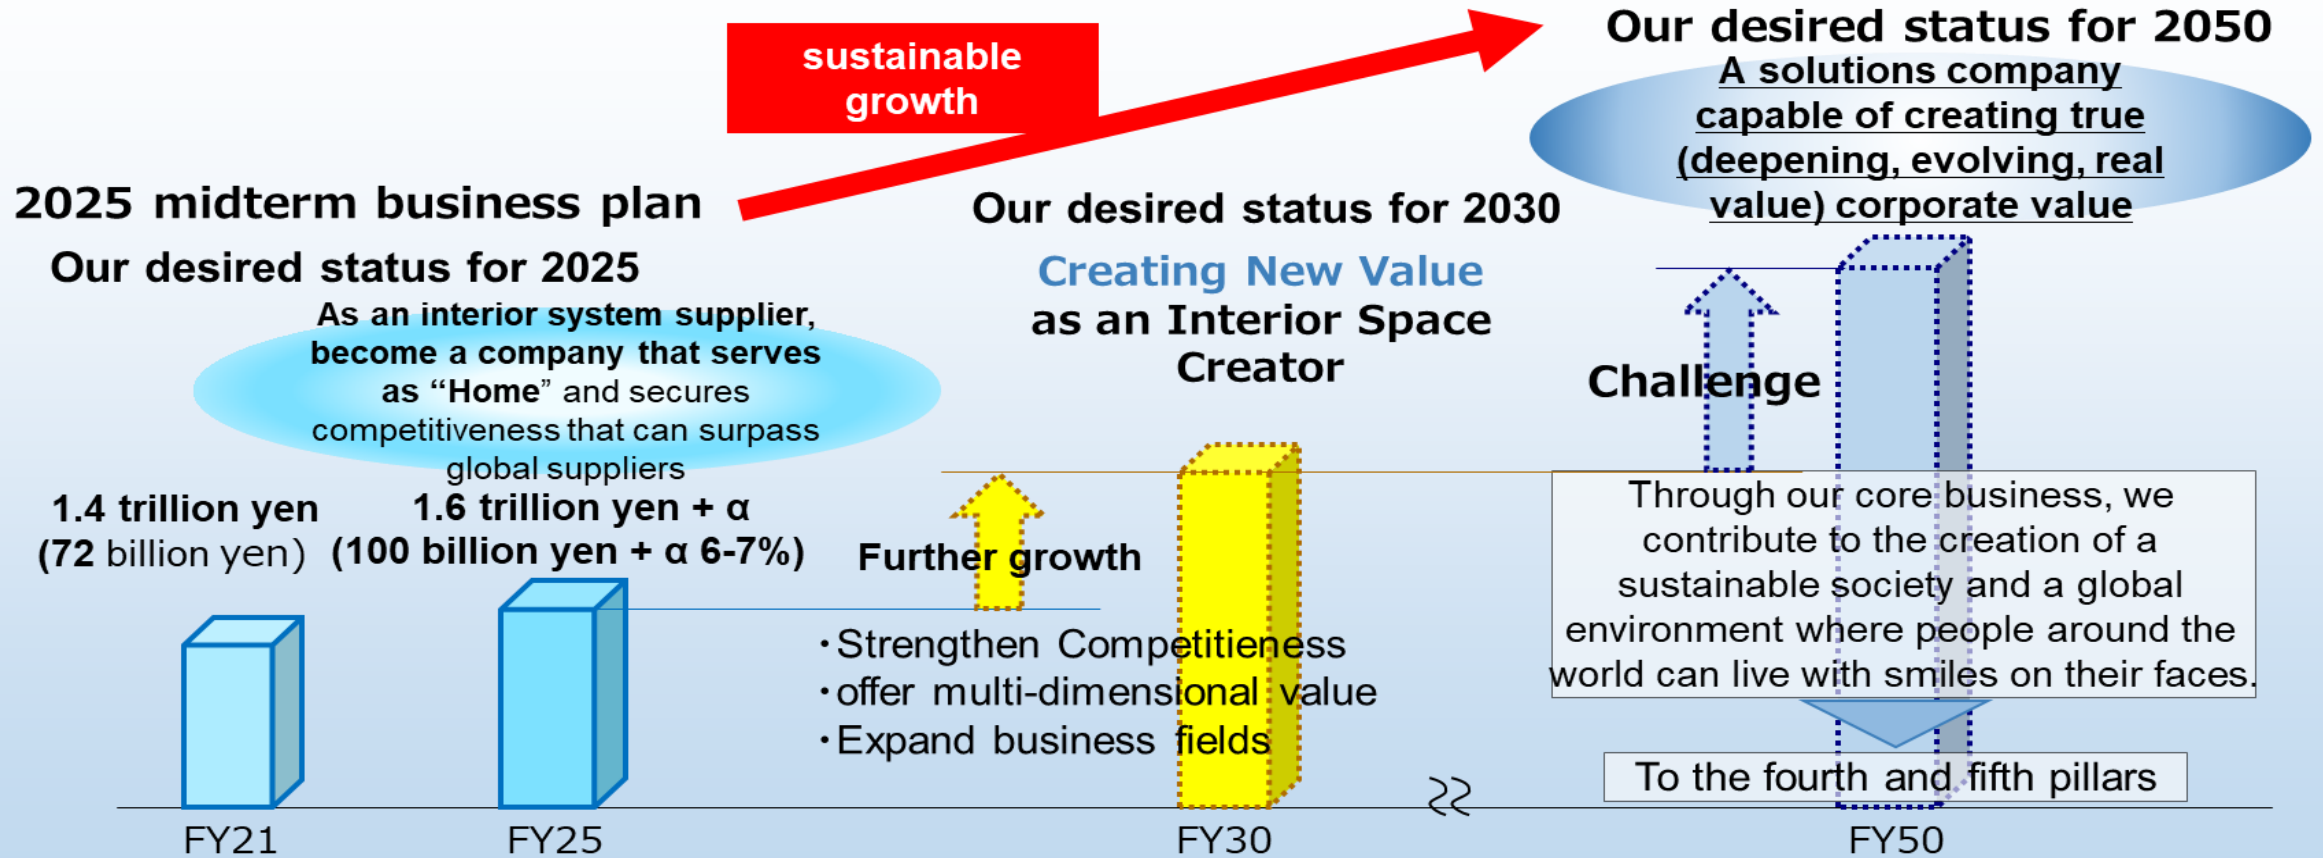 sustainable
growth
Our desired status for 2050
A solutions company
capable of creating true
(deepening, evolving, real
value) corporate value
2025 midterm business plan
Our desired status for 2025
As an interior system supplier,
become a company that serves
as “Home” and secures
competitiveness that can surpass
global suppliers
Our desired status for 2030
Creating New Value
as an Interior Space
Creator
Challenge
1.4 trillion yen
(72 billion yen)
1.6 trillion yen + α
(100 billion yen + α 6-7%)
Further growth
・Strengthen Competitieness
・offer multi-dimensional value
・Expand business fields
Through our core business, we
contribute to the creation of a
sustainable society and a global
environment where people around the
world can live with smiles on their faces.
To the fourth and fifth pillars
FY21
FY25
FY30
FY50